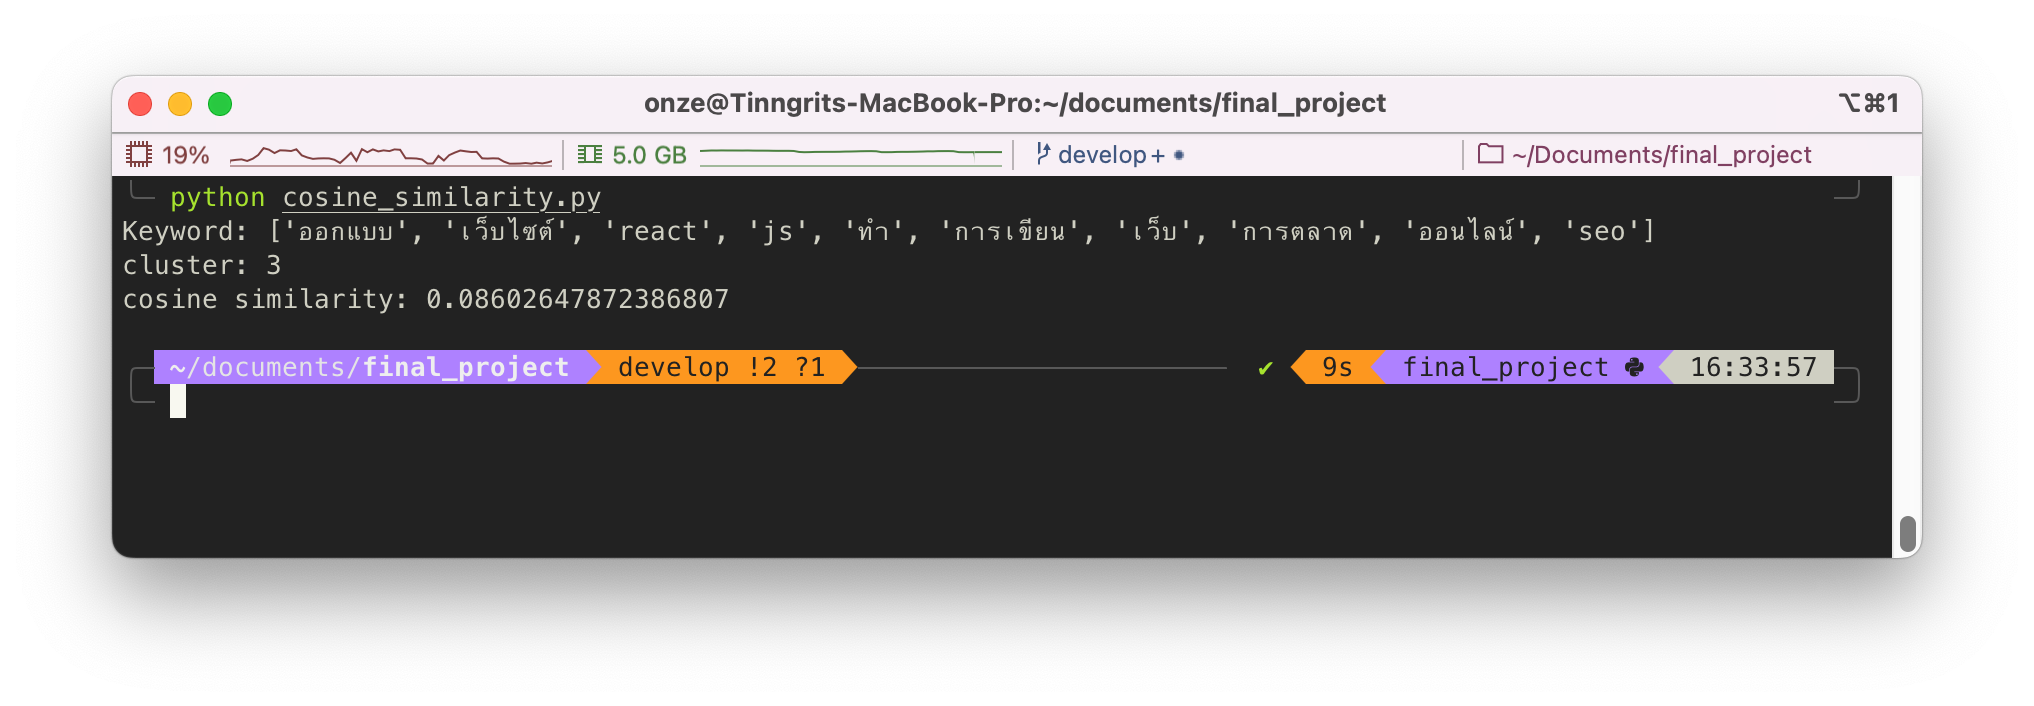 onze@Tinngrits-MacBook-Pro:~/documents/final_project ⌥⌘1
19% 5.0 GB develop+ ● ~/Documents/final_project
python cosine_similarity.py
Keyword: ['ออกแบบ', 'เว็บไซต์', 'react', 'js', 'ทำ', 'การเขียน', 'เว็บ', 'การตลาด', 'ออนไลน์', 'seo']
cluster: 3
cosine similarity: 0.08602647872386807
~/documents/final_project develop !2 ?1 ✔ 9s final_project 16:33:57